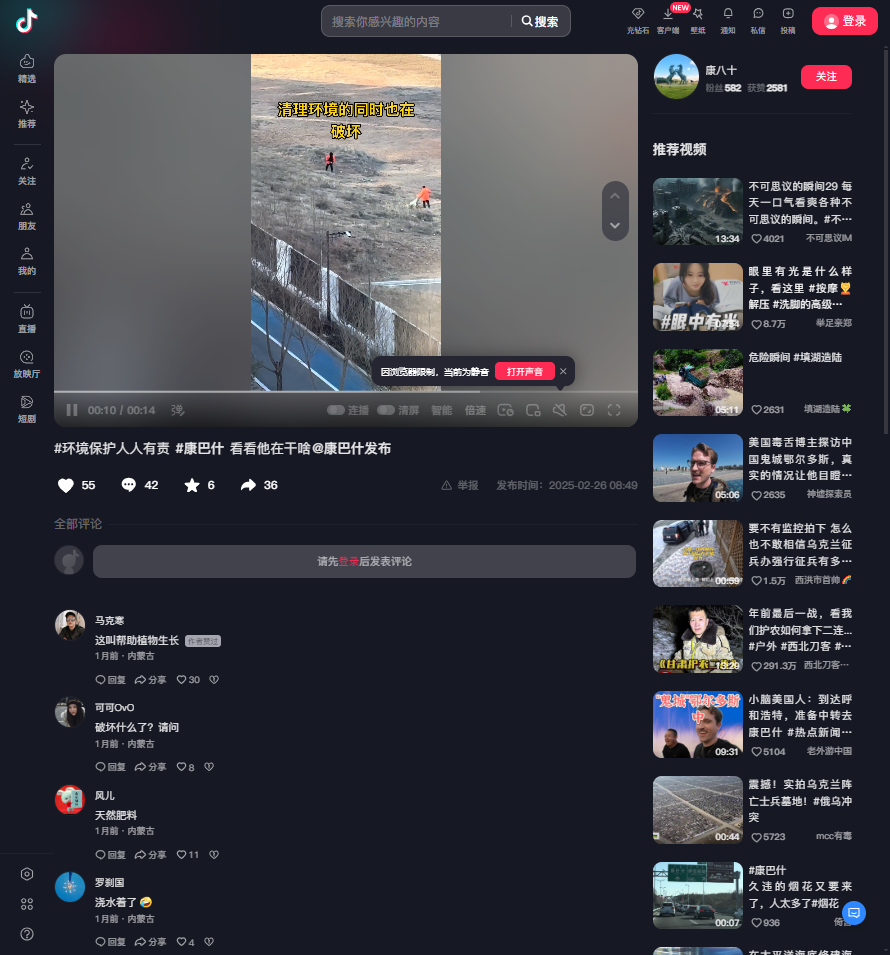 搜索你感兴趣的内容
搜索
充钻石
客户端
NEW
壁纸
通知
私信
投稿
登录
精选
推荐
关注
朋友
我的
直播
放映厅
短剧
清理环境的同时也在
破坏
因浏览器限制，当前为静音
打开声音
00:10 / 00:14
弹
连播
清屏
智能
倍速
#环境保护人人有责 #康巴什 看看他在干啥@康巴什发布
55
42
6
36
举报
发布时间：2025-02-26 08:49
全部评论
请先登录后发表评论
马克寒
这叫帮助植物生长
作者赞过
1月前 · 内蒙古
回复
分享
30
可可OvO
破坏什么了？请问
1月前 · 内蒙古
回复
分享
8
风儿
天然肥料
1月前 · 内蒙古
回复
分享
11
罗刹国
浇水着了🤣
1月前 · 内蒙古
回复
分享
4
康八十
粉丝582 获赞2581
关注
推荐视频
13:34
不可思议的瞬间29 每
天一口气看爽各种不
可思议的瞬间。#不…
4021
不可思议IM
#眼中有光
眼里有光是什么样
子，看这里 #按摩💆
解压 #洗脚的高级…
8.7万
举足亲郑
05:11
危险瞬间 #填湖造陆
2631
填湖造陆🍀
05:06
美国毒舌博主探访中
国鬼城鄂尔多斯，真
实的情况让他目瞪…
2635
神墟探索员
00:59
要不有监控拍下 怎么
也不敢相信乌克兰征
兵办强行征兵有多…
1.5万
西洪市首帅🌈
15:29
年前最后一战，看我
们护农如何拿下二连...
#户外 #西北刀客 #…
291.3万
西北刀客…
"鬼城"鄂尔多斯
中
09:31
小脑美国人：到达呼
和浩特，准备中转去
康巴什 #热点新闻…
5104
老外游中国
00:44
震撼！实拍乌克兰阵
亡士兵墓地！#俄乌冲
突
5723
mcc有毒
00:07
#康巴什
久违的烟花又要来
了，人太多了#烟花
936